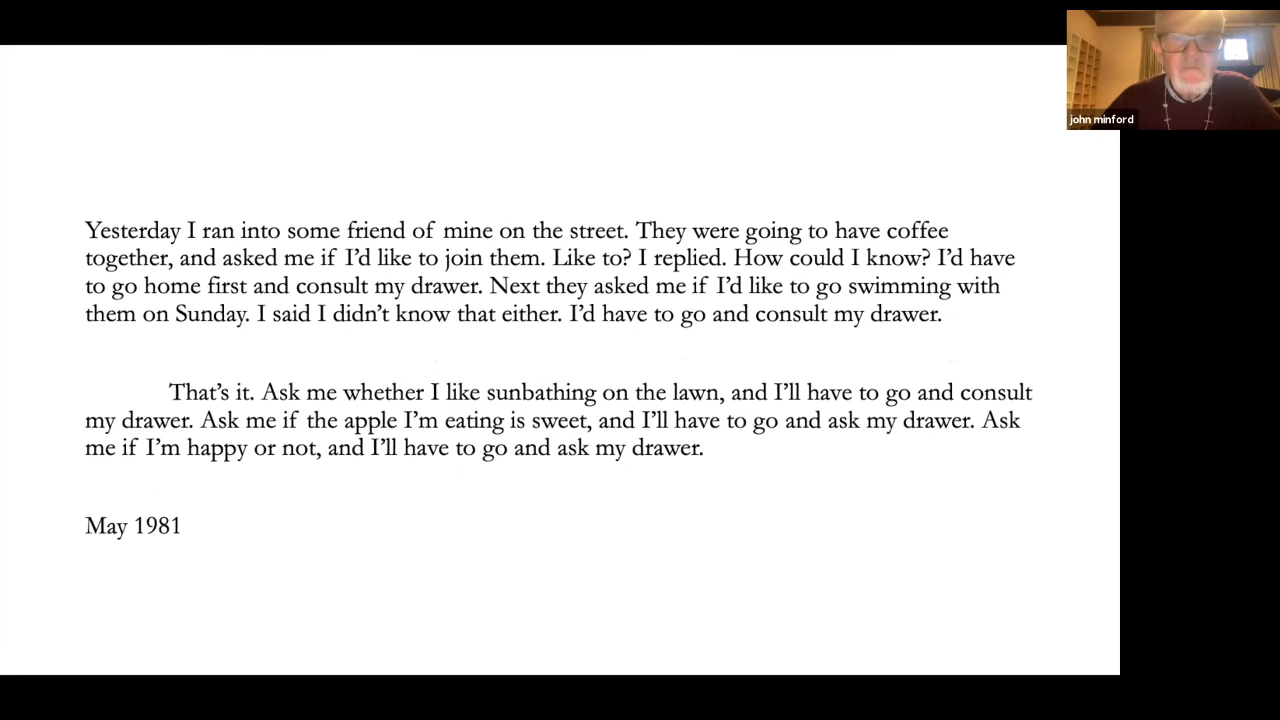 john minford
Yesterday I ran into some friend of mine on the street. They were going to have coffee
together, and asked me if I’d like to join them. Like to? I replied. How could I know? I’d have
to go home first and consult my drawer. Next they asked me if I’d like to go swimming with
them on Sunday. I said I didn’t know that either. I’d have to go and consult my drawer.
That’s it. Ask me whether I like sunbathing on the lawn, and I’ll have to go and consult
my drawer. Ask me if the apple I’m eating is sweet, and I’ll have to go and ask my drawer. Ask
me if I’m happy or not, and I’ll have to go and ask my drawer.
May 1981